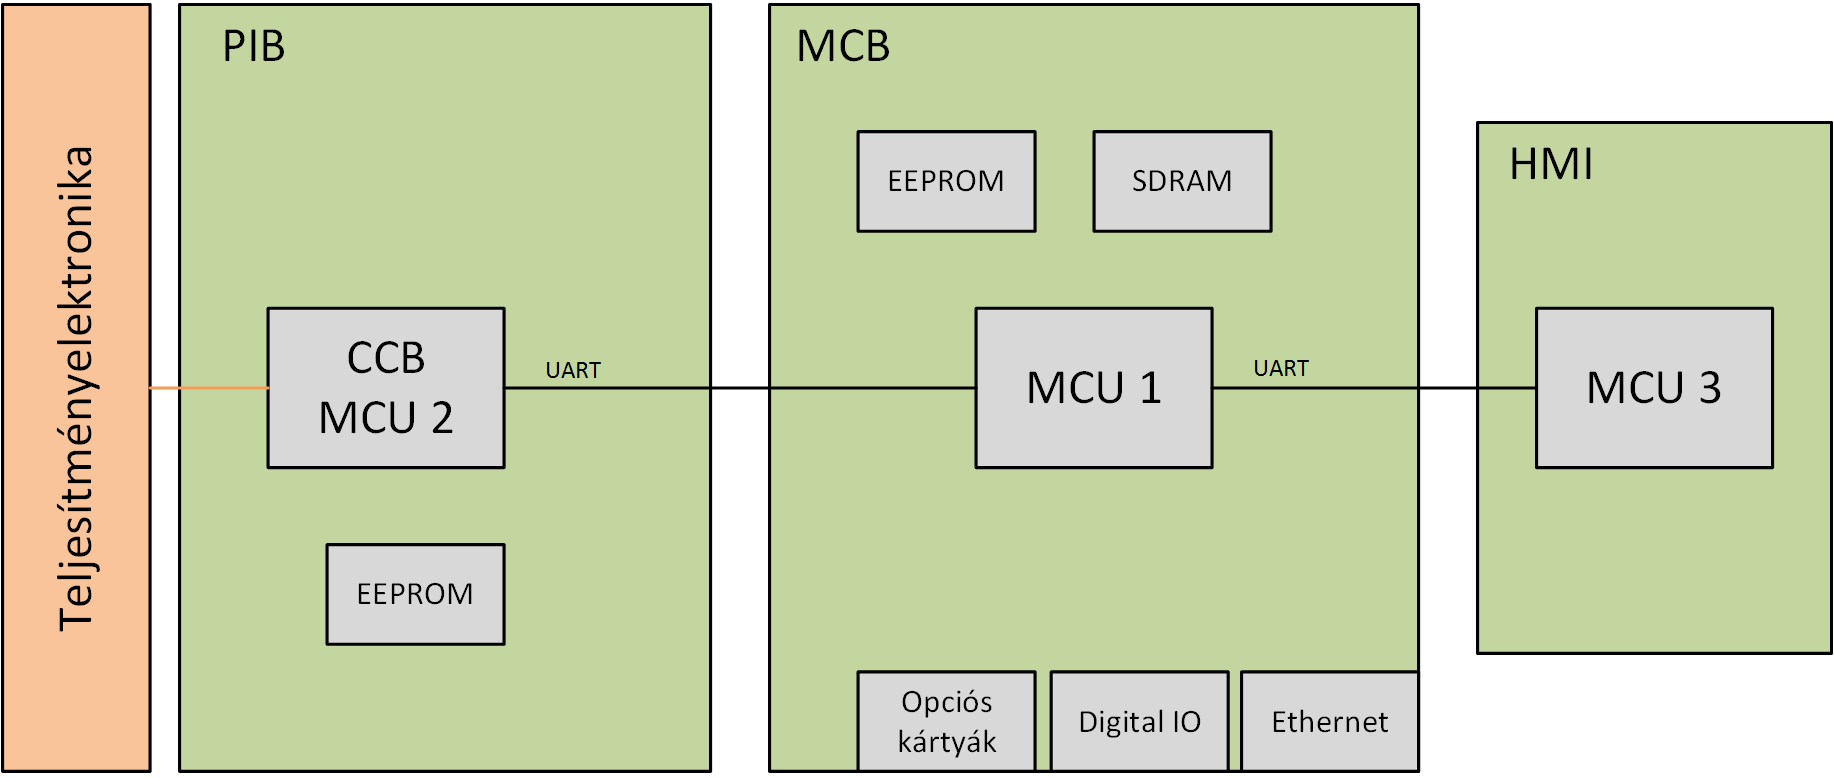 Teljesítményelektronika
PIB
CCB
MCU 2
UART
EEPROM
MCB
EEPROM
SDRAM
MCU 1
UART
Opciós
kártyák
Digital IO
Ethernet
HMI
MCU 3